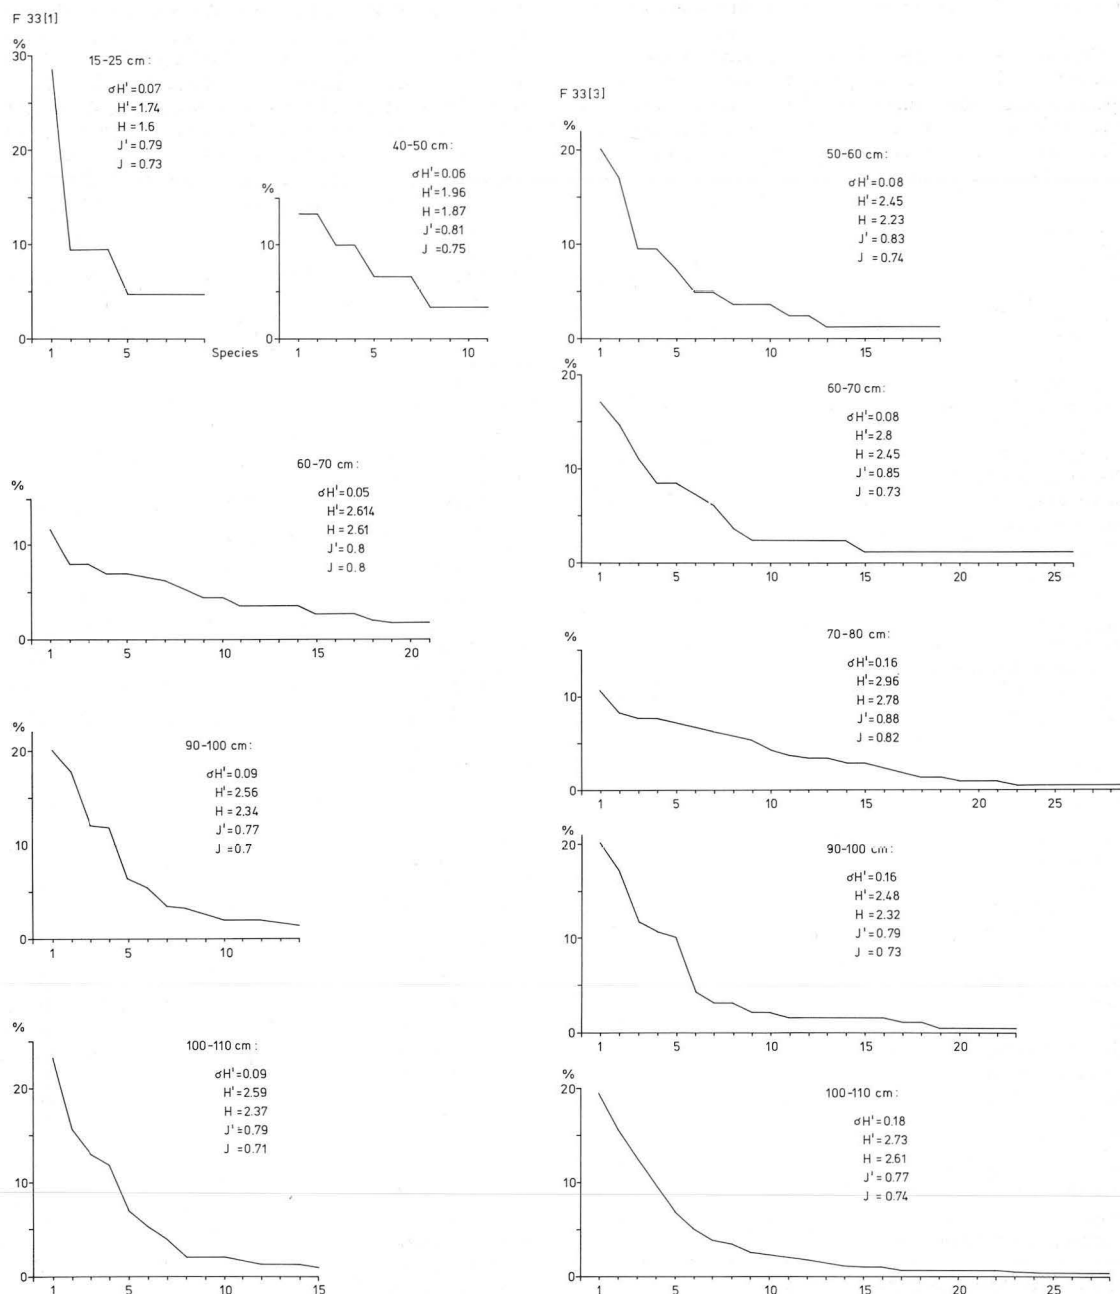 F 33[1]
%
30
20
10
0
1
5
Species
15-25 cm:
σH'=0.07
H'=1.74
H=1.6
J'=0.79
J=0.73
%
10
0
1
5
10
40-50 cm:
σH'=0.06
H'=1.96
H=1.87
J'=0.81
J=0.75
%
10
0
1
5
10
15
20
60-70 cm:
σH'=0.05
H'=2.614
H=2.61
J'=0.8
J=0.8
%
20
10
0
1
5
10
90-100 cm:
σH'=0.09
H'=2.56
H=2.34
J'=0.77
J=0.7
%
20
10
0
1
5
10
15
100-110 cm:
σH'=0.09
H'=2.59
H=2.37
J'=0.79
J=0.71
F 33[3]
%
20
10
0
1
5
10
15
50-60 cm:
σH'=0.08
H'=2.45
H=2.23
J'=0.83
J=0.74
%
20
10
0
1
5
10
15
20
25
60-70 cm:
σH'=0.08
H'=2.8
H=2.45
J'=0.85
J=0.73
%
10
0
1
5
10
15
20
25
70-80 cm:
σH'=0.16
H'=2.96
H=2.78
J'=0.88
J=0.82
%
20
10
0
1
5
10
15
20
90-100 cm:
σH'=0.16
H'=2.48
H=2.32
J'=0.79
J=0.73
%
20
10
0
1
5
10
15
20
25
100-110 cm:
σH'=0.18
H'=2.73
H=2.61
J'=0.77
J=0.74